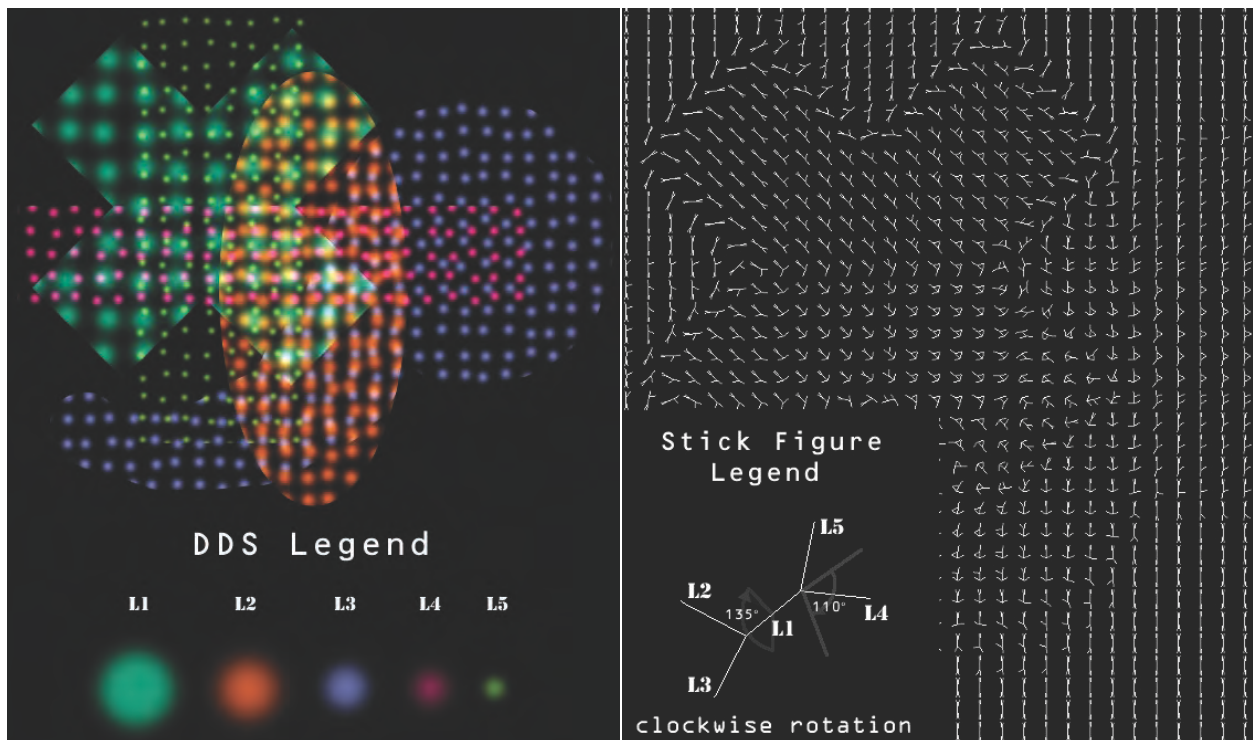 DDS Legend
L1 L2 L3 L4 L5
Stick Figure
Legend
L5
L2
135°
L1
110°
L4
L3
clockwise rotation